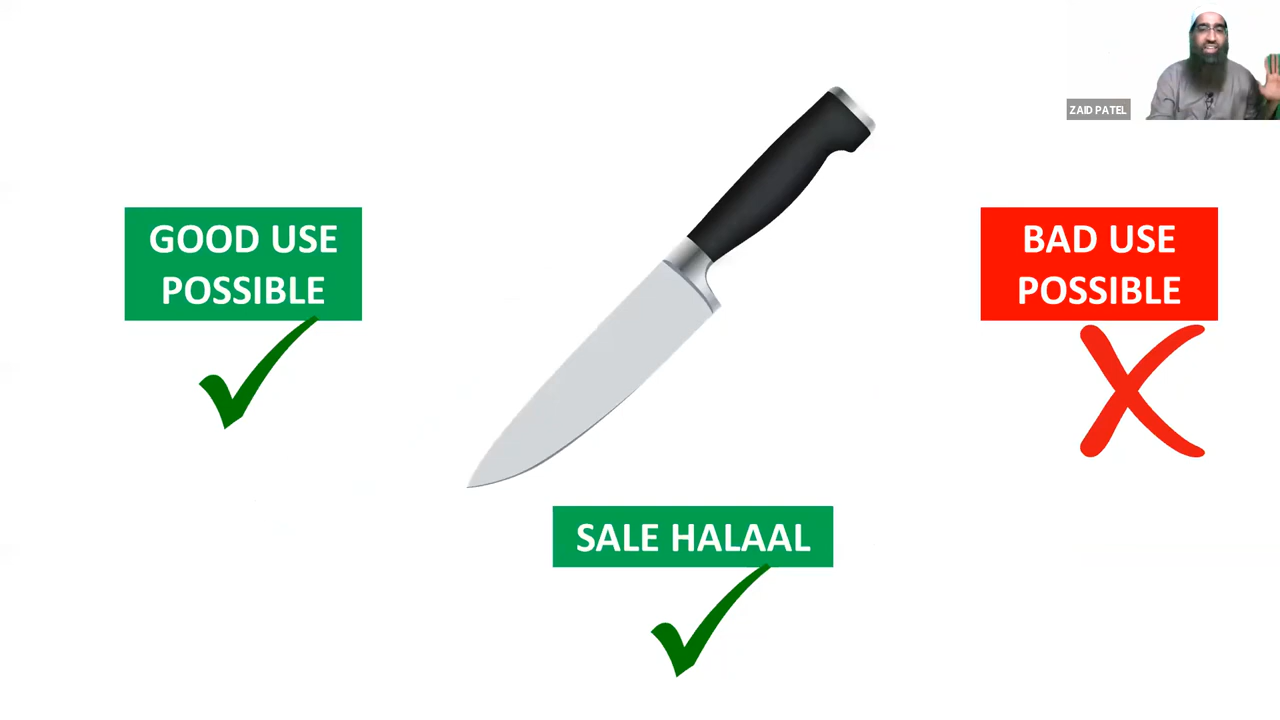 ZAID PATEL
GOOD USE
POSSIBLE
BAD USE
POSSIBLE
SALE HALAAL